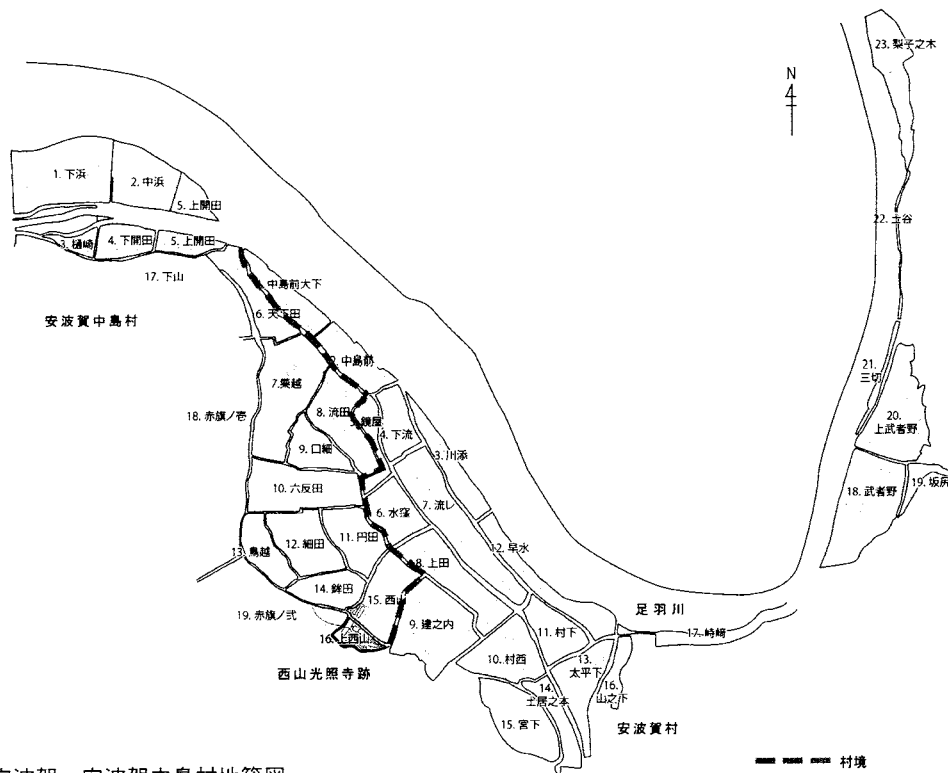 23. 梨子之木
N
1. 下浜
2. 中浜
5. 上開田
3. 樋崎
4. 下開田
5. 上開田
17. 下山
安波賀中島村
中島前大下
6. 天下田
22. 上谷
中島前
7. 巣越
21.
三切
8. 流田
鏡屋
4. 下流
18. 赤旗ノ壱
9. 口細
3. 川添
20.
上武者野
10. 六反田
6. 水窪
7. 流レ
18. 武者野
19. 坂尻
12. 早水
13. 鳥越
12. 細田
11. 円田
8. 上田
14. 鉾田
15. 西山
19. 赤旗ノ弐
16. 上西山
9. 建之内
足羽川
11. 村下
17. 峙﨑
西山光照寺跡
10. 村西
13.
太平下
14.
土居之本
16.
山之下
15. 宮下
安波賀村
村境